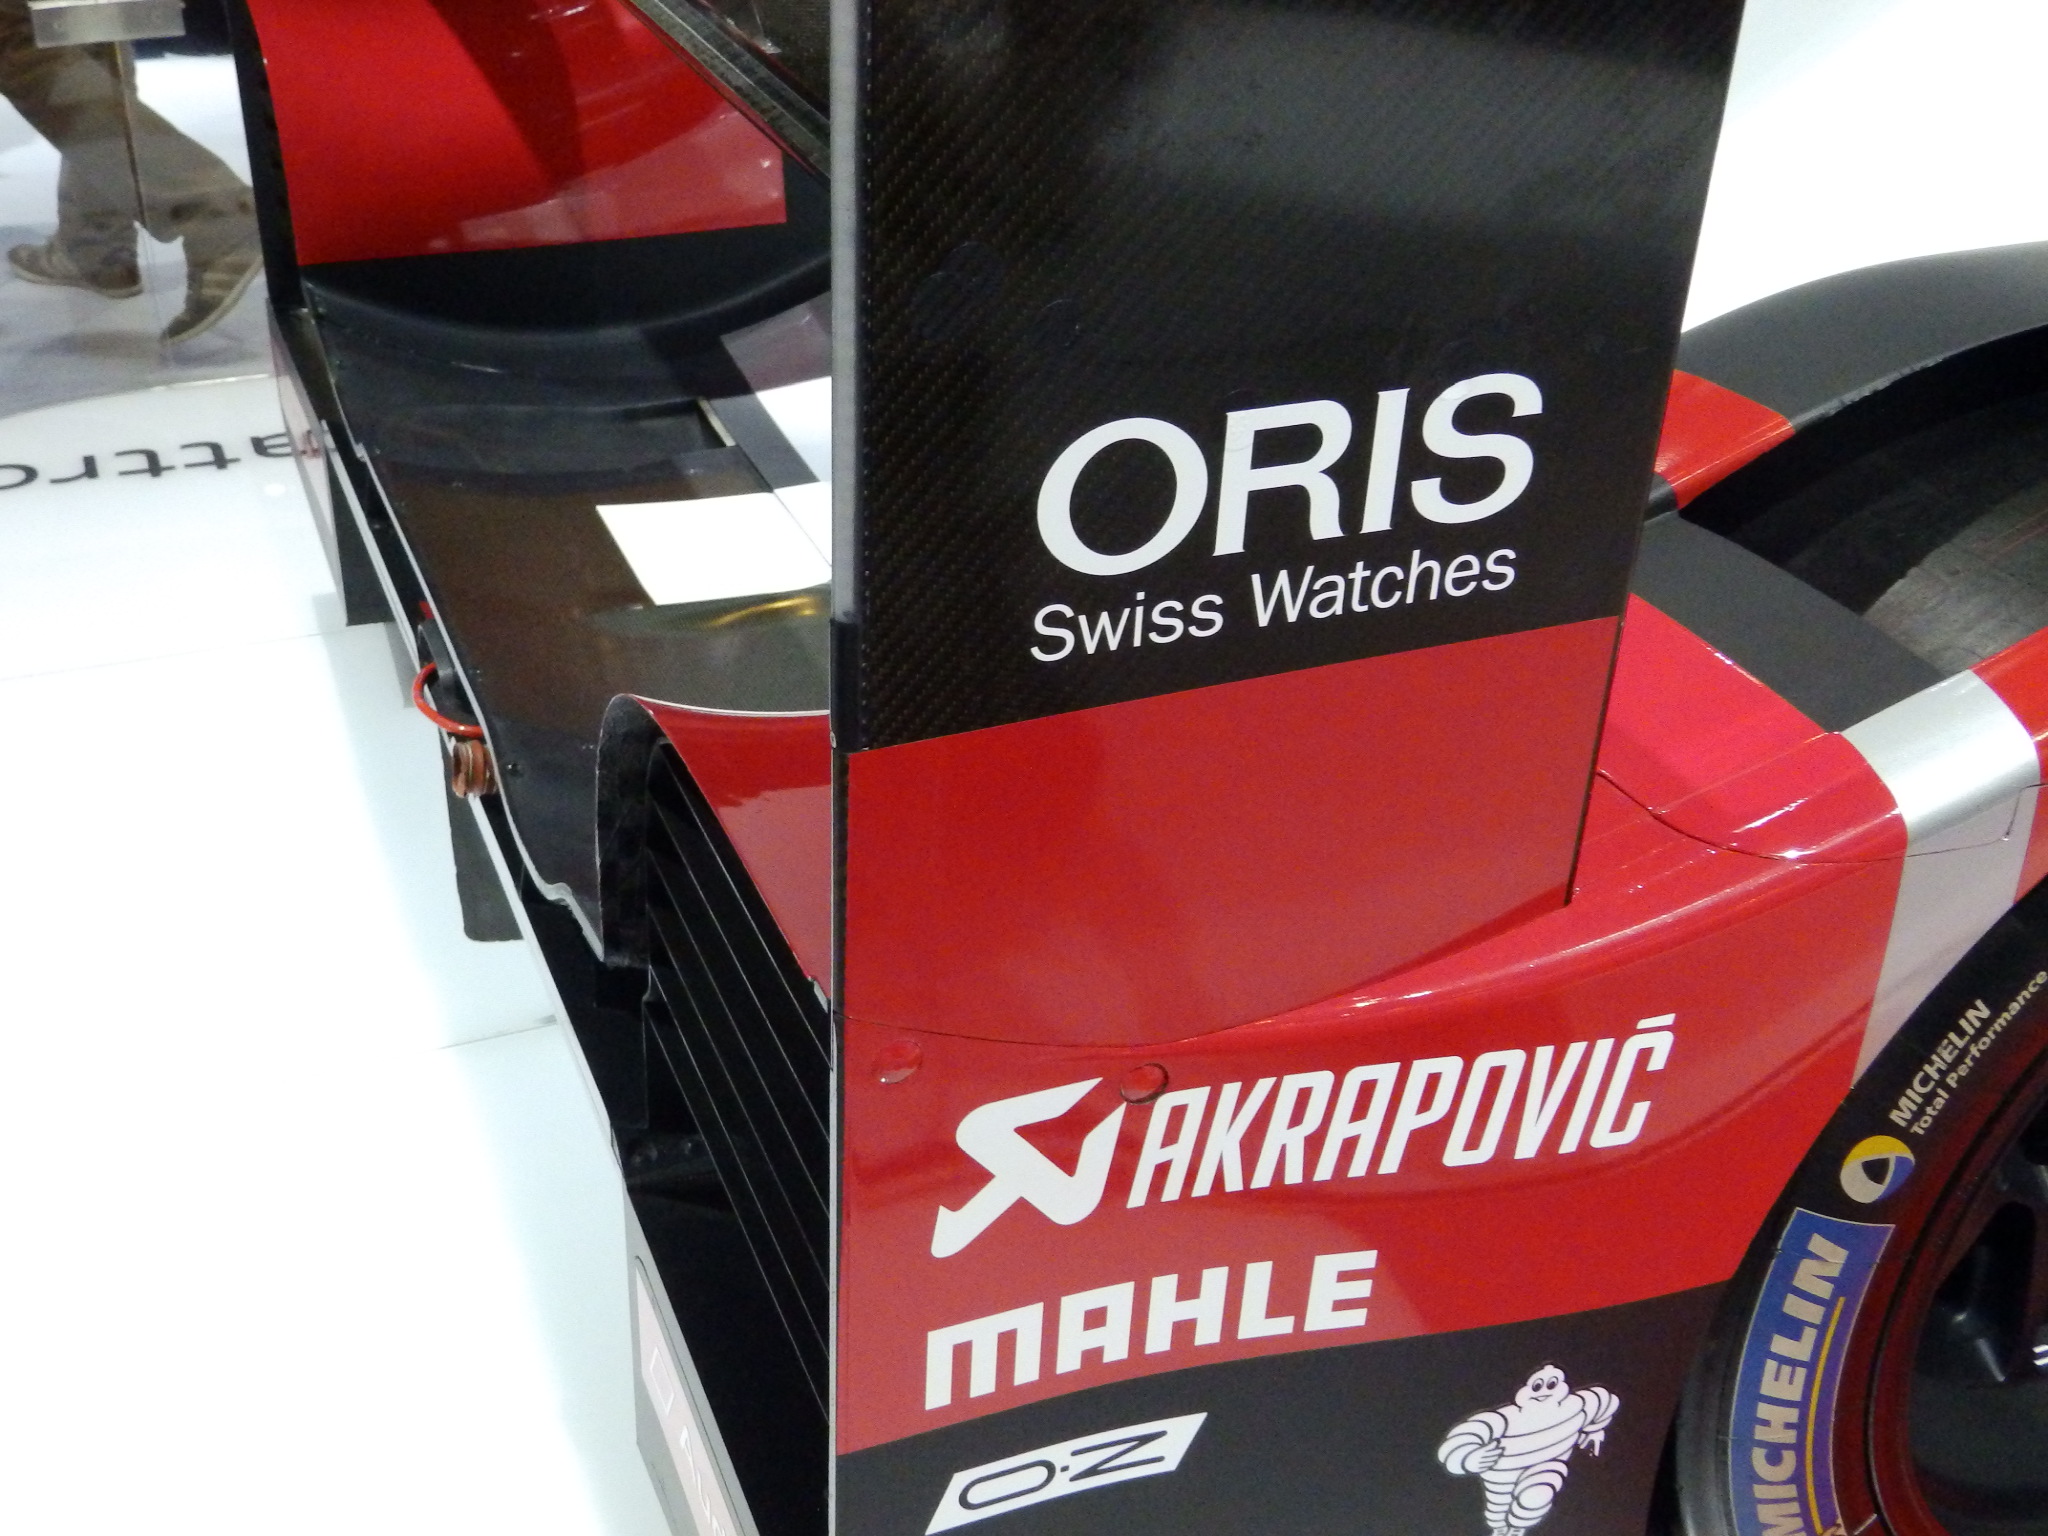 ORIS
Swiss Watches
AKRAPOVIČ
MAHLE
O·Z
MICHELIN
Total Performance
MICHELIN